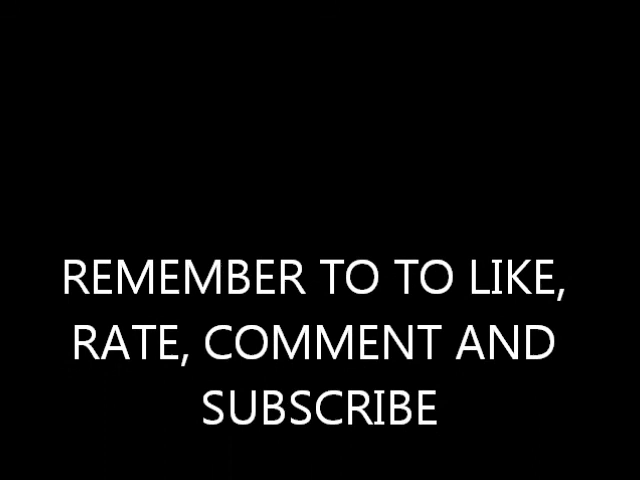 REMEMBER TO TO LIKE,
RATE, COMMENT AND
SUBSCRIBE